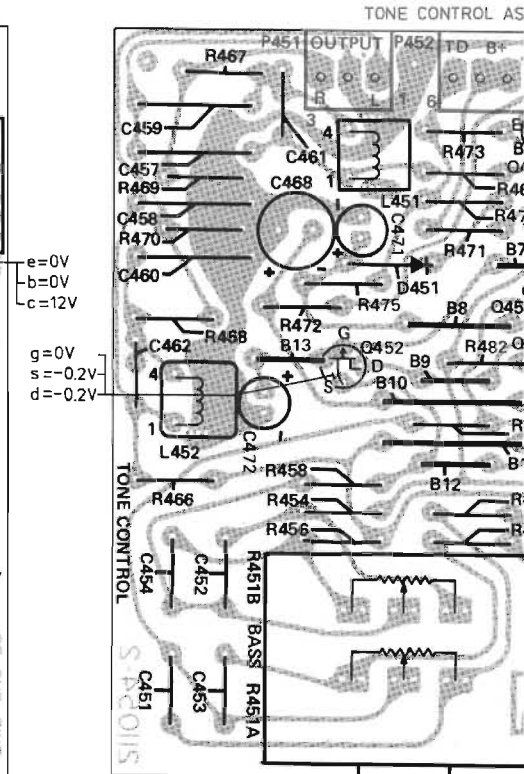 TONE CONTROL AS
P451 OUTPUT P452 TD B+
R L 1 6
3
R467
C459
C461
4
1
R473
C457
R469
C468
L451
C458
R470
C471
R471
C460
+ - +
-
D451
R475
R472
B8
e=0V
b=0V
c=12V
R468
C462
B13
G
Q452
D
S
R482
B9
B10
g=0V
s=-0.2V
d=-0.2V
4
1
L452
+
-
C472
B12
R458
R454
R456
R466
TONE CONTROL
C454
C452
R451B
BASS
R451A
C451
C453